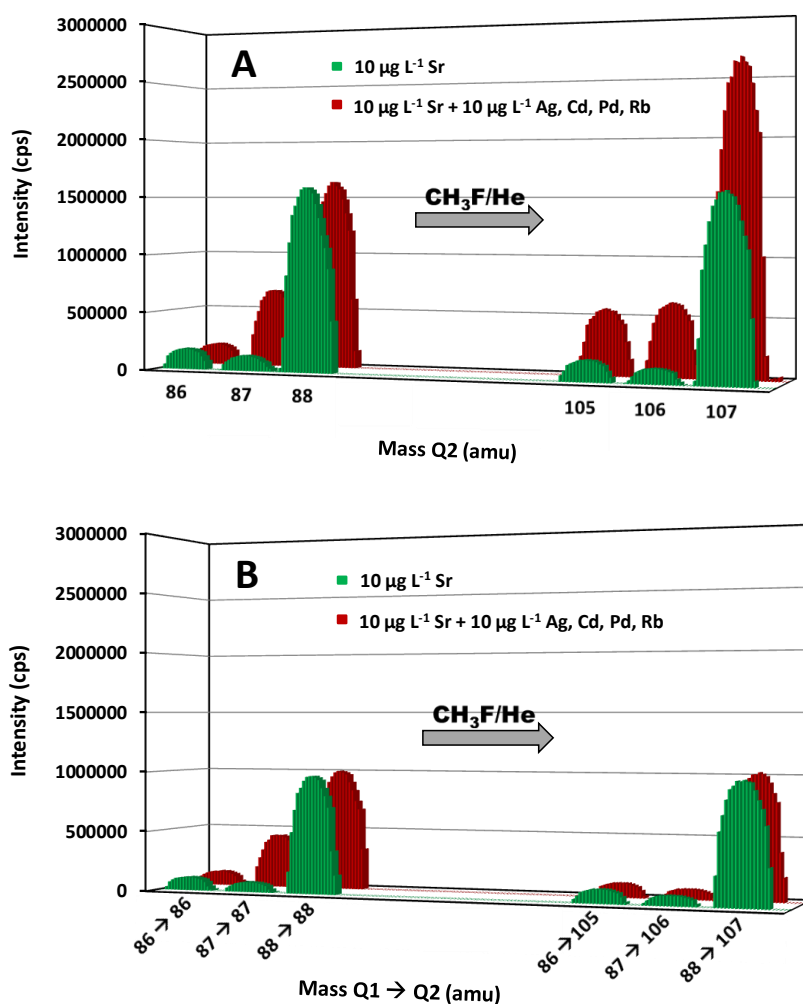 3000000
2500000
2000000
1500000
1000000
500000
0
Intensity (cps)
A
10 µg L⁻¹ Sr
10 µg L⁻¹ Sr + 10 µg L⁻¹ Ag, Cd, Pd, Rb
CH₃F/He
86
87
88
105
106
107
Mass Q2 (amu)
3000000
2500000
2000000
1500000
1000000
500000
0
Intensity (cps)
B
10 µg L⁻¹ Sr
10 µg L⁻¹ Sr + 10 µg L⁻¹ Ag, Cd, Pd, Rb
CH₃F/He
86 → 86
87 → 87
88 → 88
86 → 105
87 → 106
88 → 107
Mass Q1 → Q2 (amu)